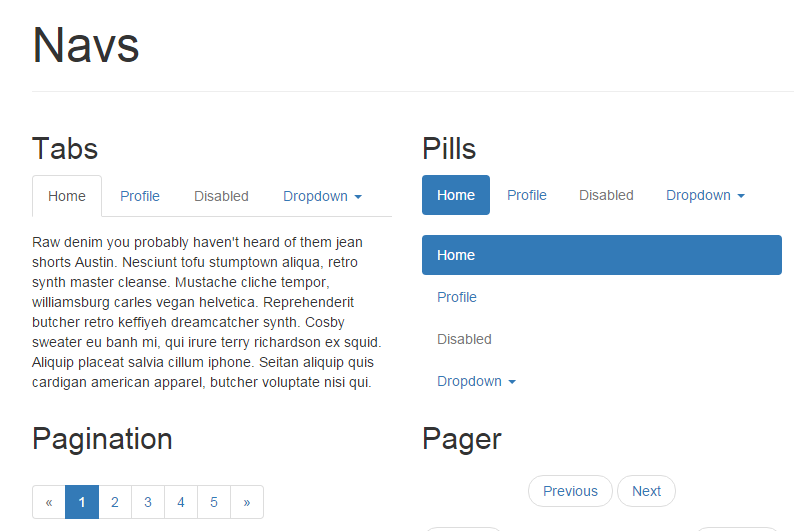 Navs
Tabs
Home Profile Disabled Dropdown
Raw denim you probably haven't heard of them jean
shorts Austin. Nesciunt tofu stumptown aliqua, retro
synth master cleanse. Mustache cliche tempor,
williamsburg carles vegan helvetica. Reprehenderit
butcher retro keffiyeh dreamcatcher synth. Cosby
sweater eu banh mi, qui irure terry richardson ex squid.
Aliquip placeat salvia cillum iphone. Seitan aliquip quis
cardigan american apparel, butcher voluptate nisi qui.
Pills
Home Profile Disabled Dropdown
Home
Profile
Disabled
Dropdown
Pagination
« 1 2 3 4 5 »
Pager
Previous Next